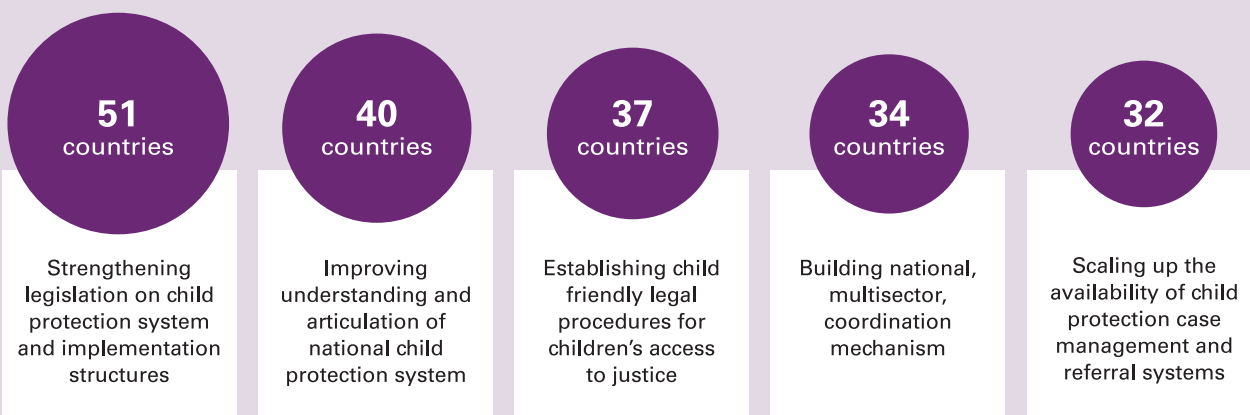 51
countries
Strengthening
legislation on child
protection system
and implementation
structures
40
countries
Improving
understanding and
articulation of
national child
protection system
37
countries
Establishing child
friendly legal
procedures for
children’s access
to justice
34
countries
Building national,
multisector,
coordination
mechanism
32
countries
Scaling up the
availability of child
protection case
management and
referral systems